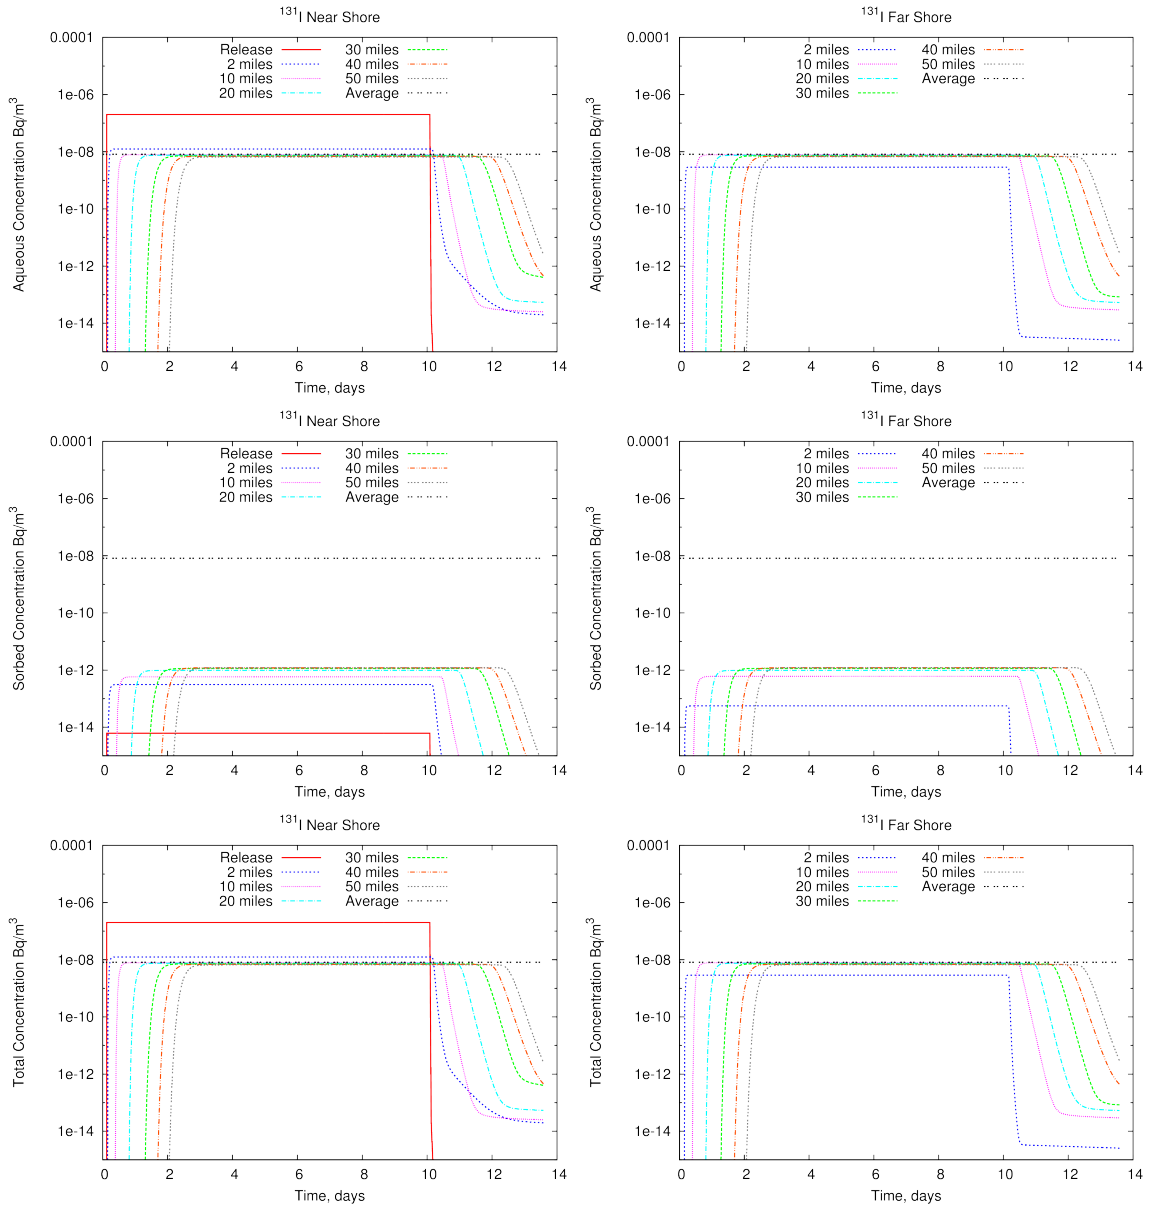 131I Near Shore
Aqueous Concentration Bq/m3
0.0001
1e-06
1e-08
1e-10
1e-12
1e-14
Release
2 miles
10 miles
20 miles
30 miles
40 miles
50 miles
Average
0 2 4 6 8 10 12 14
Time, days
131I Far Shore
Aqueous Concentration Bq/m3
0.0001
1e-06
1e-08
1e-10
1e-12
1e-14
2 miles
10 miles
20 miles
30 miles
40 miles
50 miles
Average
0 2 4 6 8 10 12 14
Time, days
131I Near Shore
Sorbed Concentration Bq/m3
0.0001
1e-06
1e-08
1e-10
1e-12
1e-14
Release
2 miles
10 miles
20 miles
30 miles
40 miles
50 miles
Average
0 2 4 6 8 10 12 14
Time, days
131I Far Shore
Sorbed Concentration Bq/m3
0.0001
1e-06
1e-08
1e-10
1e-12
1e-14
2 miles
10 miles
20 miles
30 miles
40 miles
50 miles
Average
0 2 4 6 8 10 12 14
Time, days
131I Near Shore
Total Concentration Bq/m3
0.0001
1e-06
1e-08
1e-10
1e-12
1e-14
Release
2 miles
10 miles
20 miles
30 miles
40 miles
50 miles
Average
0 2 4 6 8 10 12 14
Time, days
131I Far Shore
Total Concentration Bq/m3
0.0001
1e-06
1e-08
1e-10
1e-12
1e-14
2 miles
10 miles
20 miles
30 miles
40 miles
50 miles
Average
0 2 4 6 8 10 12 14
Time, days